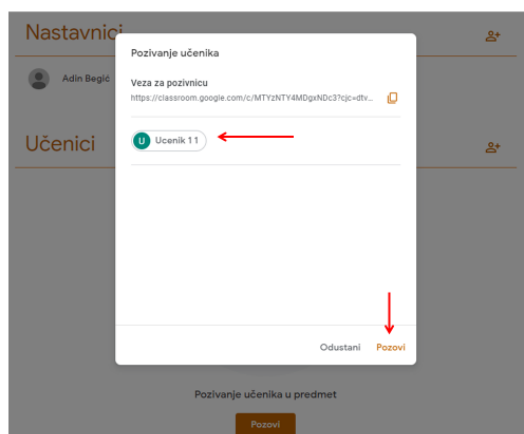 Nastavnici
Adin Begić
Pozivanje učenika
Veza za pozivnicu
https://classroom.google.com/c/MTYzNTY4MDgxNDc3?cjc=dtv...
U Ucenik 1 1
Učenici
Odustani Pozovi
Pozivanje učenika u predmet
Pozovi